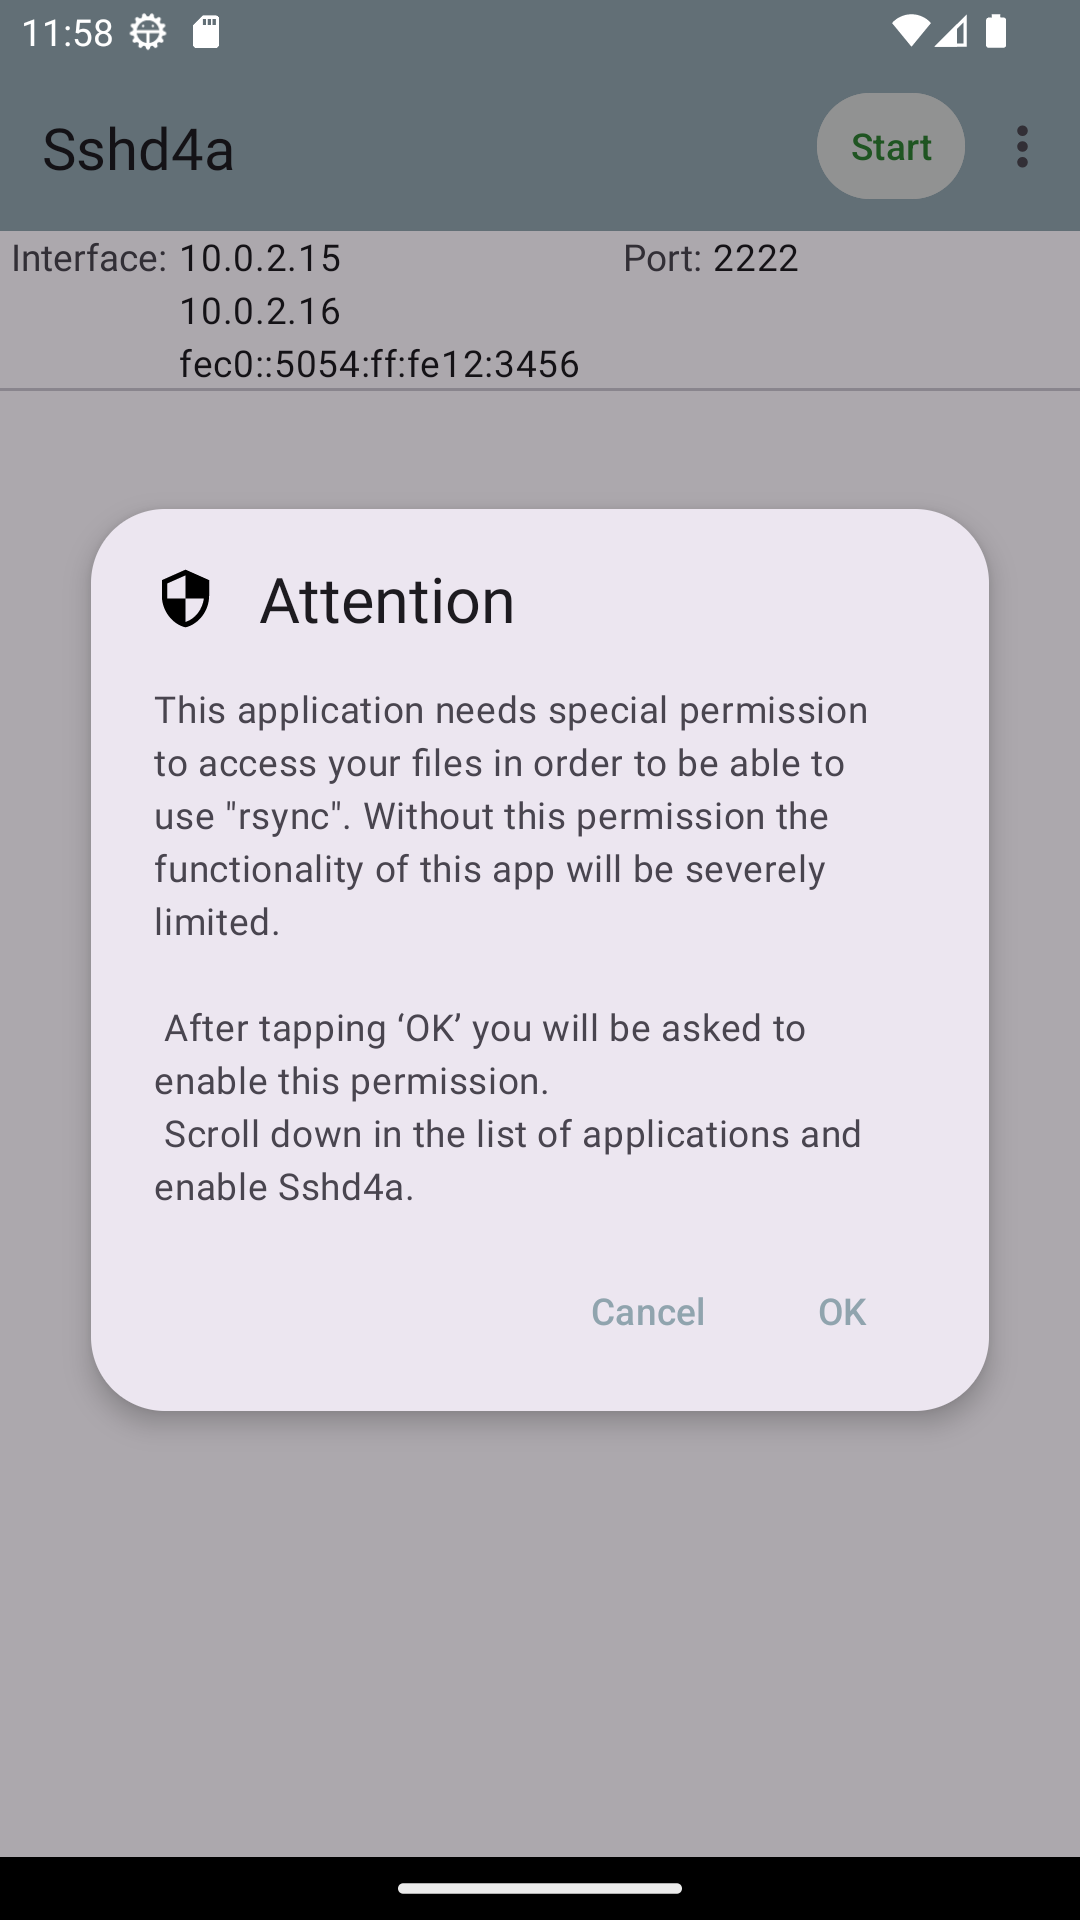 11:58
Sshd4a
Start
Interface: 10.0.2.15 Port: 2222
10.0.2.16
fec0::5054:ff:fe12:3456
Attention
This application needs special permission
to access your files in order to be able to
use "rsync". Without this permission the
functionality of this app will be severely
limited.
After tapping ‘OK’ you will be asked to
enable this permission.
Scroll down in the list of applications and
enable Sshd4a.
Cancel OK